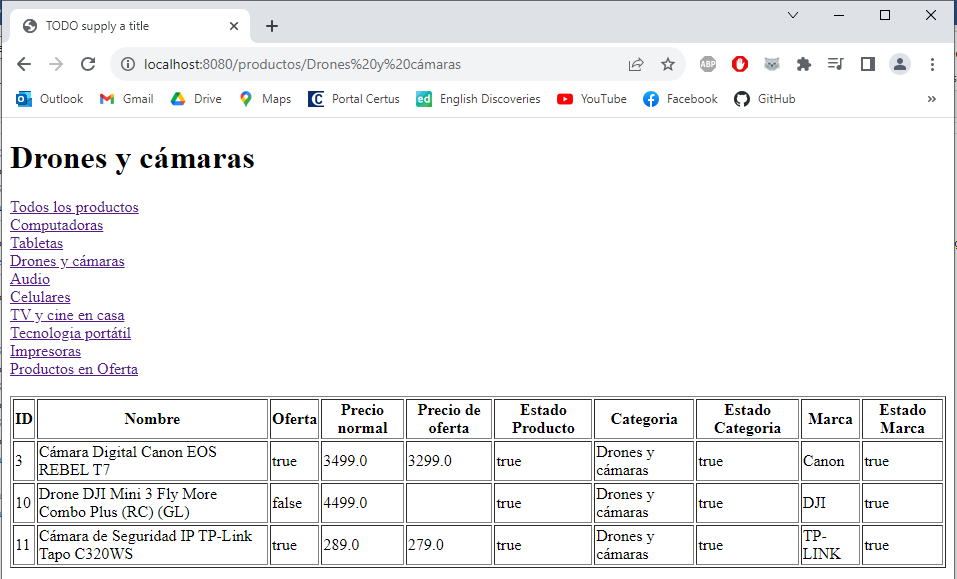 TODO supply a title
localhost:8080/productos/Drones%20y%20cámaras
ABP
Outlook Gmail Drive Maps Portal Certus ed English Discoveries YouTube Facebook GitHub »
Drones y cámaras
Todos los productos
Computadoras
Tabletas
Drones y cámaras
Audio
Celulares
TV y cine en casa
Tecnologia portátil
Impresoras
Productos en Oferta
ID Nombre Oferta Precio normal Precio de oferta Estado Producto Categoria Estado Categoria Marca Estado Marca
3 Cámara Digital Canon EOS REBEL T7 true 3499.0 3299.0 true Drones y cámaras true Canon true
10 Drone DJI Mini 3 Fly More Combo Plus (RC) (GL) false 4499.0 true Drones y cámaras true DJI true
11 Cámara de Seguridad IP TP-Link Tapo C320WS true 289.0 279.0 true Drones y cámaras true TP-LINK true